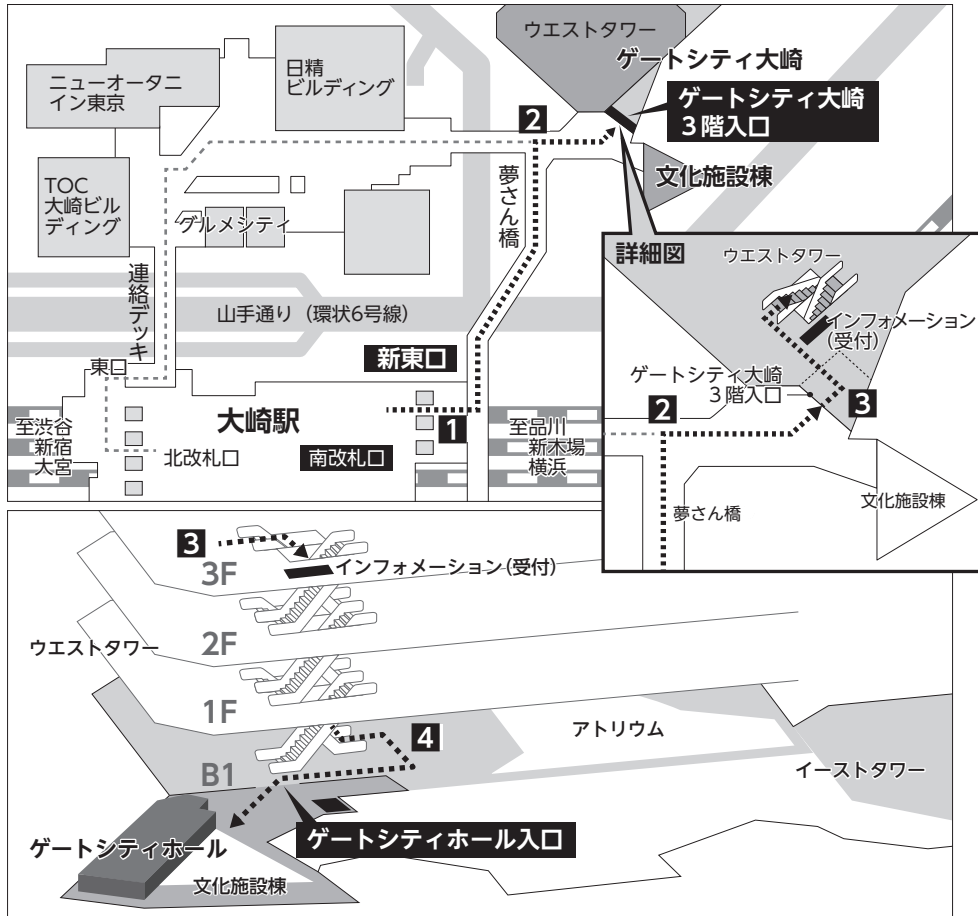 ウエストタワー
ゲートシティ大崎
ゲートシティ大崎
3階入口
ニューオータニ
イン東京
日精
ビルディング
2
文化施設棟
TOC
大崎ビル
ディング
グルメシティ
夢さん橋
連絡デッキ
山手通り（環状6号線）
東口
新東口
大崎駅
1
至渋谷
新宿
大宮
北改札口
南改札口
至品川
新木場
横浜
詳細図
ウエストタワー
インフォメーション
(受付)
ゲートシティ大崎
3階入口
2
3
夢さん橋
文化施設棟
3
3F
インフォメーション(受付)
ウエストタワー
2F
1F
4
アトリウム
B1
イーストタワー
ゲートシティホール
ゲートシティホール入口
文化施設棟